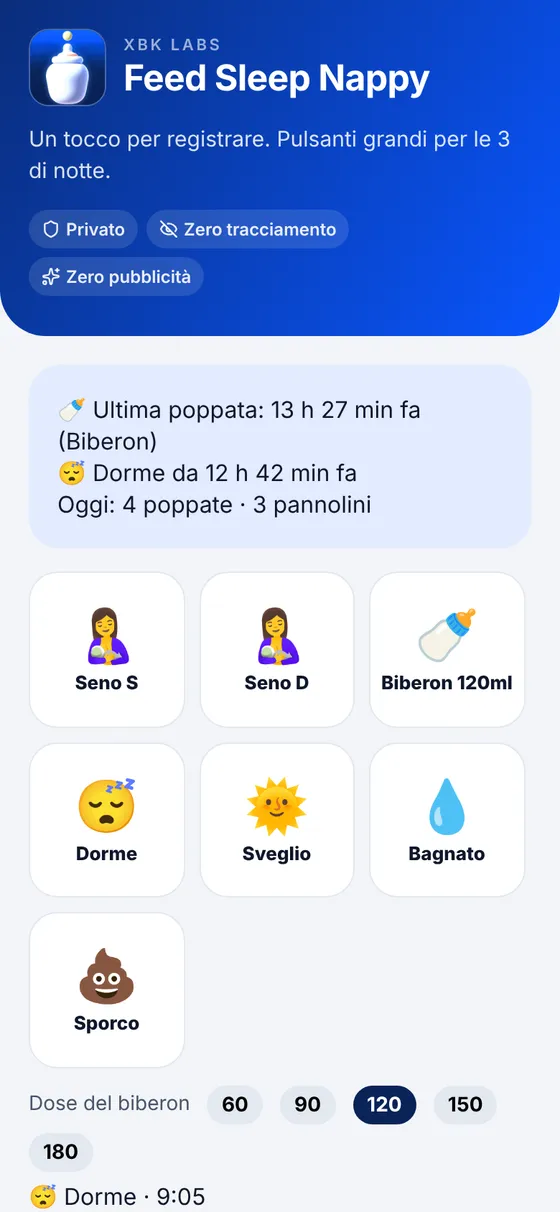 XBK LABS
Feed Sleep Nappy
Un tocco per registrare. Pulsanti grandi per le 3
di notte.
Privato
Zero tracciamento
Zero pubblicità
🍼 Ultima poppata: 13 h 27 min fa
(Biberon)
😴 Dorme da 12 h 42 min fa
Oggi: 4 poppate · 3 pannolini
Seno S
Seno D
Biberon 120ml
Dorme
Sveglio
Bagnato
Sporco
Dose del biberon
60
90
120
150
180
😴 Dorme · 9:05